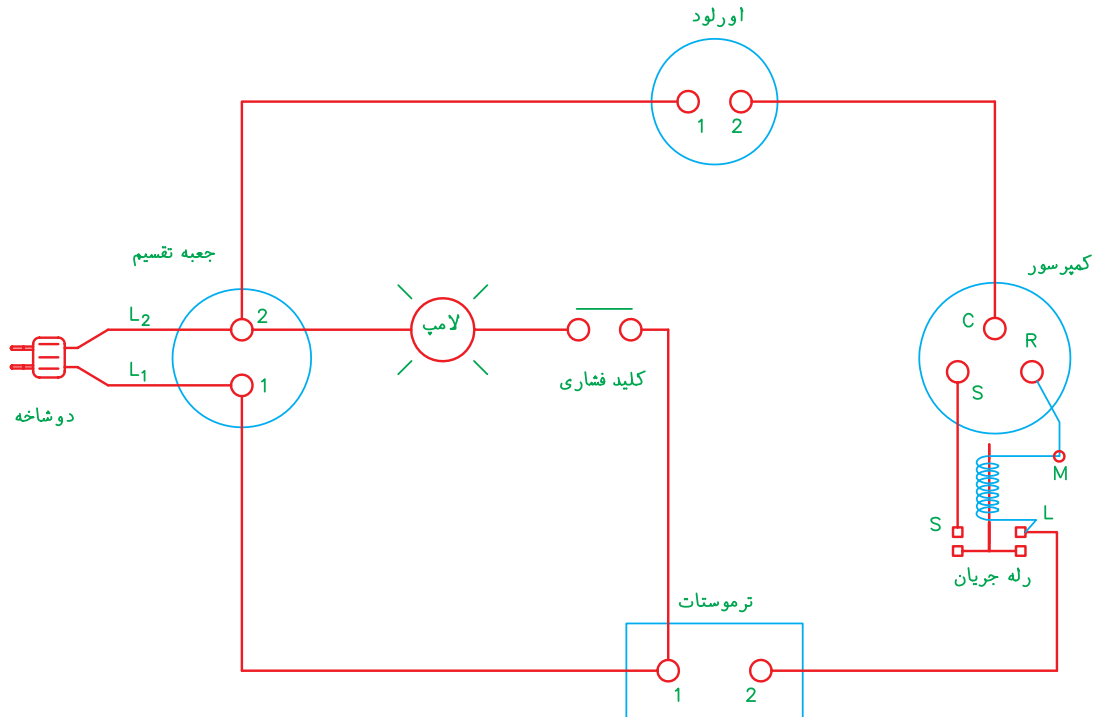 اورلود
1 2
جعبه تقسیم
کمپرسور
L2
2
لامپ
C
R
L1
1
کلید فشاری
S
دوشاخه
M
S
L
رله جریان
ترموستات
1 2